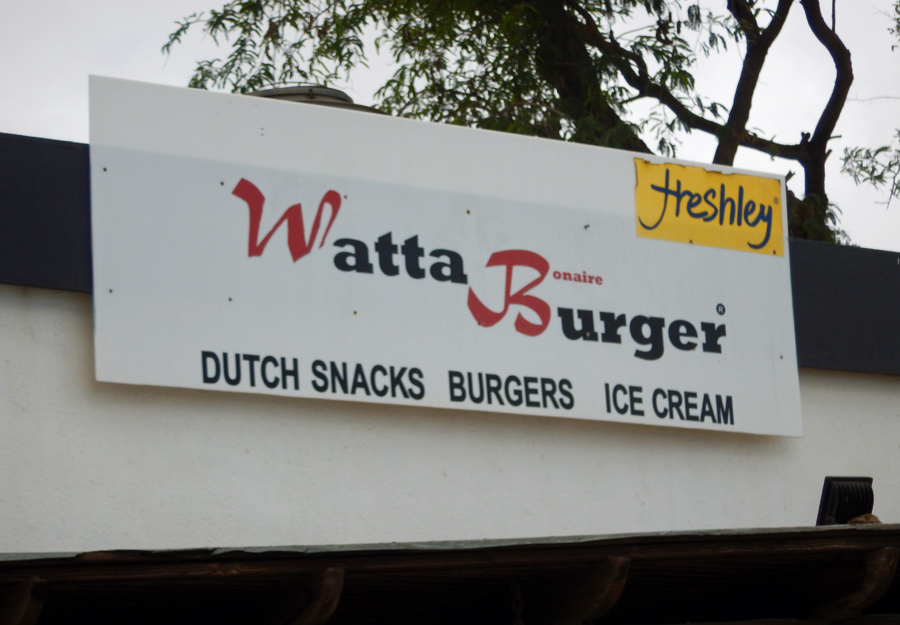 freshley®
Watta
Bonaire
Burger®
DUTCH SNACKS BURGERS ICE CREAM